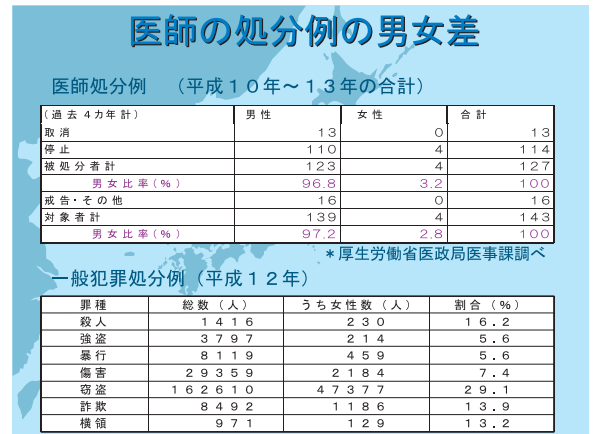 医師の処分例の男女差
医師処分例 （平成１０年～１３年の合計）
(過去 4カ年計) 男性 女性 合計
取消 13 0 13
停止 110 4 114
被処分者計 123 4 127
男女比率(%) 96.8 3.2 100
戒告・その他 16 0 16
対象者計 139 4 143
男女比率(%) 97.2 2.8 100
＊厚生労働省医政局医事課調べ
一般犯罪処分例（平成１２年）
罪種 総数（人） うち女性数（人） 割合（％）
殺人 １４１６ ２３０ １６．２
強盗 ３７９７ ２１４ ５．６
暴行 ８１１９ ４５９ ５．６
傷害 ２９３５９ ２１８４ ７．４
窃盗 １６２６１０ ４７３７７ ２９．１
詐欺 ８４９２ １１８６ １３．９
横領 ９７１ １２９ １３．２